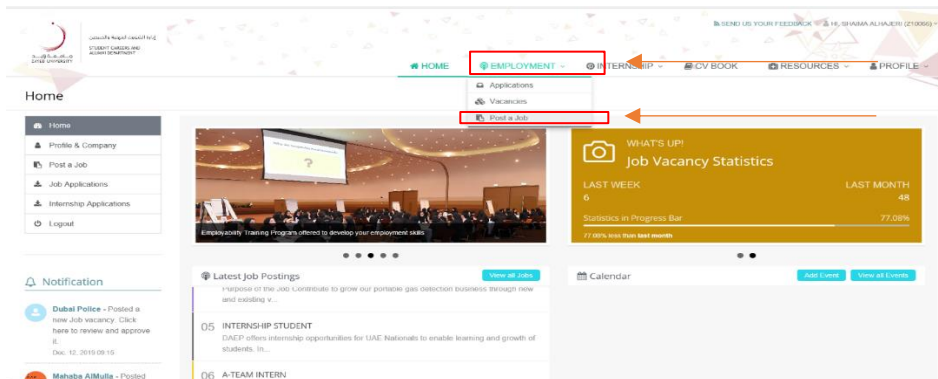 SEND US YOUR FEEDBACK
HI, SHAIMA ALHAJERI (Z10066)
إدارة
STUDENT CAREERS AND
ALUMNI DEPARTMENT
ZAYED UNIVERSITY
HOME
EMPLOYMENT
INTERNSHIP
CV BOOK
RESOURCES
PROFILE
Applications
Vacancies
Post a Job
Home
Home
Profile & Company
Post a Job
Job Applications
Internship Applications
Logout
Notification
Dubai Police - Posted a
new Job vacancy. Click
here to review and approve
it.
Dec. 12, 2019 09:15
Mahaba AlMulla - Posted
?
Employability Training Program offered to develop your employment skills
WHAT'S UP!
Job Vacancy Statistics
LAST WEEK
6
LAST MONTH
48
Statistics in Progress Bar
77.08%
77.08% less than last month
Latest Job Postings
View all Jobs
Purpose of the Job Contribute to grow our portable gas detection business through new
and existing v...
05 INTERNSHIP STUDENT
DAEP offers internship opportunities for UAE Nationals to enable learning and growth of
students. In...
06 A-TEAM INTERN
Calendar
Add Event
View all Events